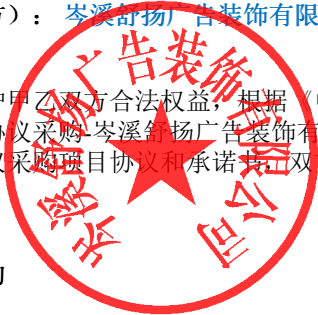 ）： 岑溪舒扬广告装饰有限
甲乙双方合法权益，根据《
协议采购-岑溪舒扬广告装饰有
议采购项目协议和承诺书，双
岑溪舒扬广告装饰有限公司